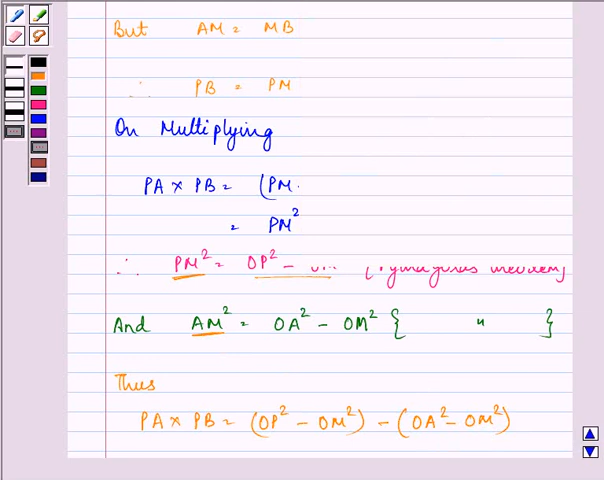 But AM = MB
∴ PB = PM
On Multiplying
PA × PB = (PM.
= PM²
∴ PM² = OP² –
And AM² = OA² – OM² { " }
Thus
PA × PB = (OP² – OM²) – (OA² – OM²)